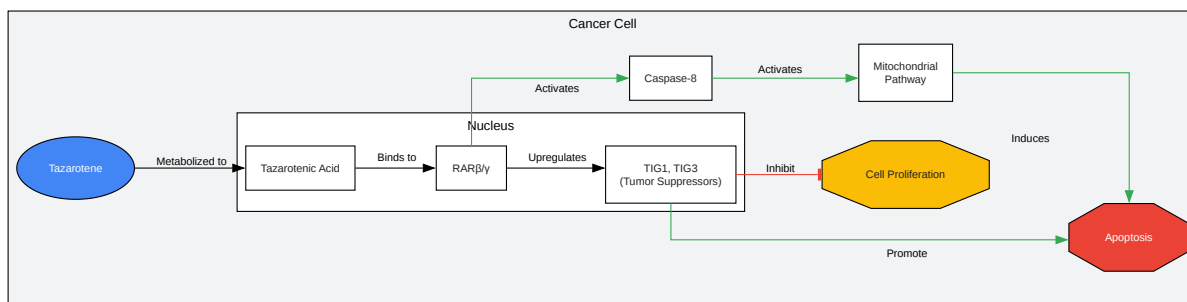 Cancer Cell
Caspase-8
Activates
Mitochondrial
Pathway
Activates
Nucleus
Induces
Tazarotene
Metabolized to
Tazarotenic Acid
Binds to
RARβ/γ
Upregulates
TIG1, TIG3
(Tumor Suppressors)
Inhibit
Cell Proliferation
Apoptosis
Promote